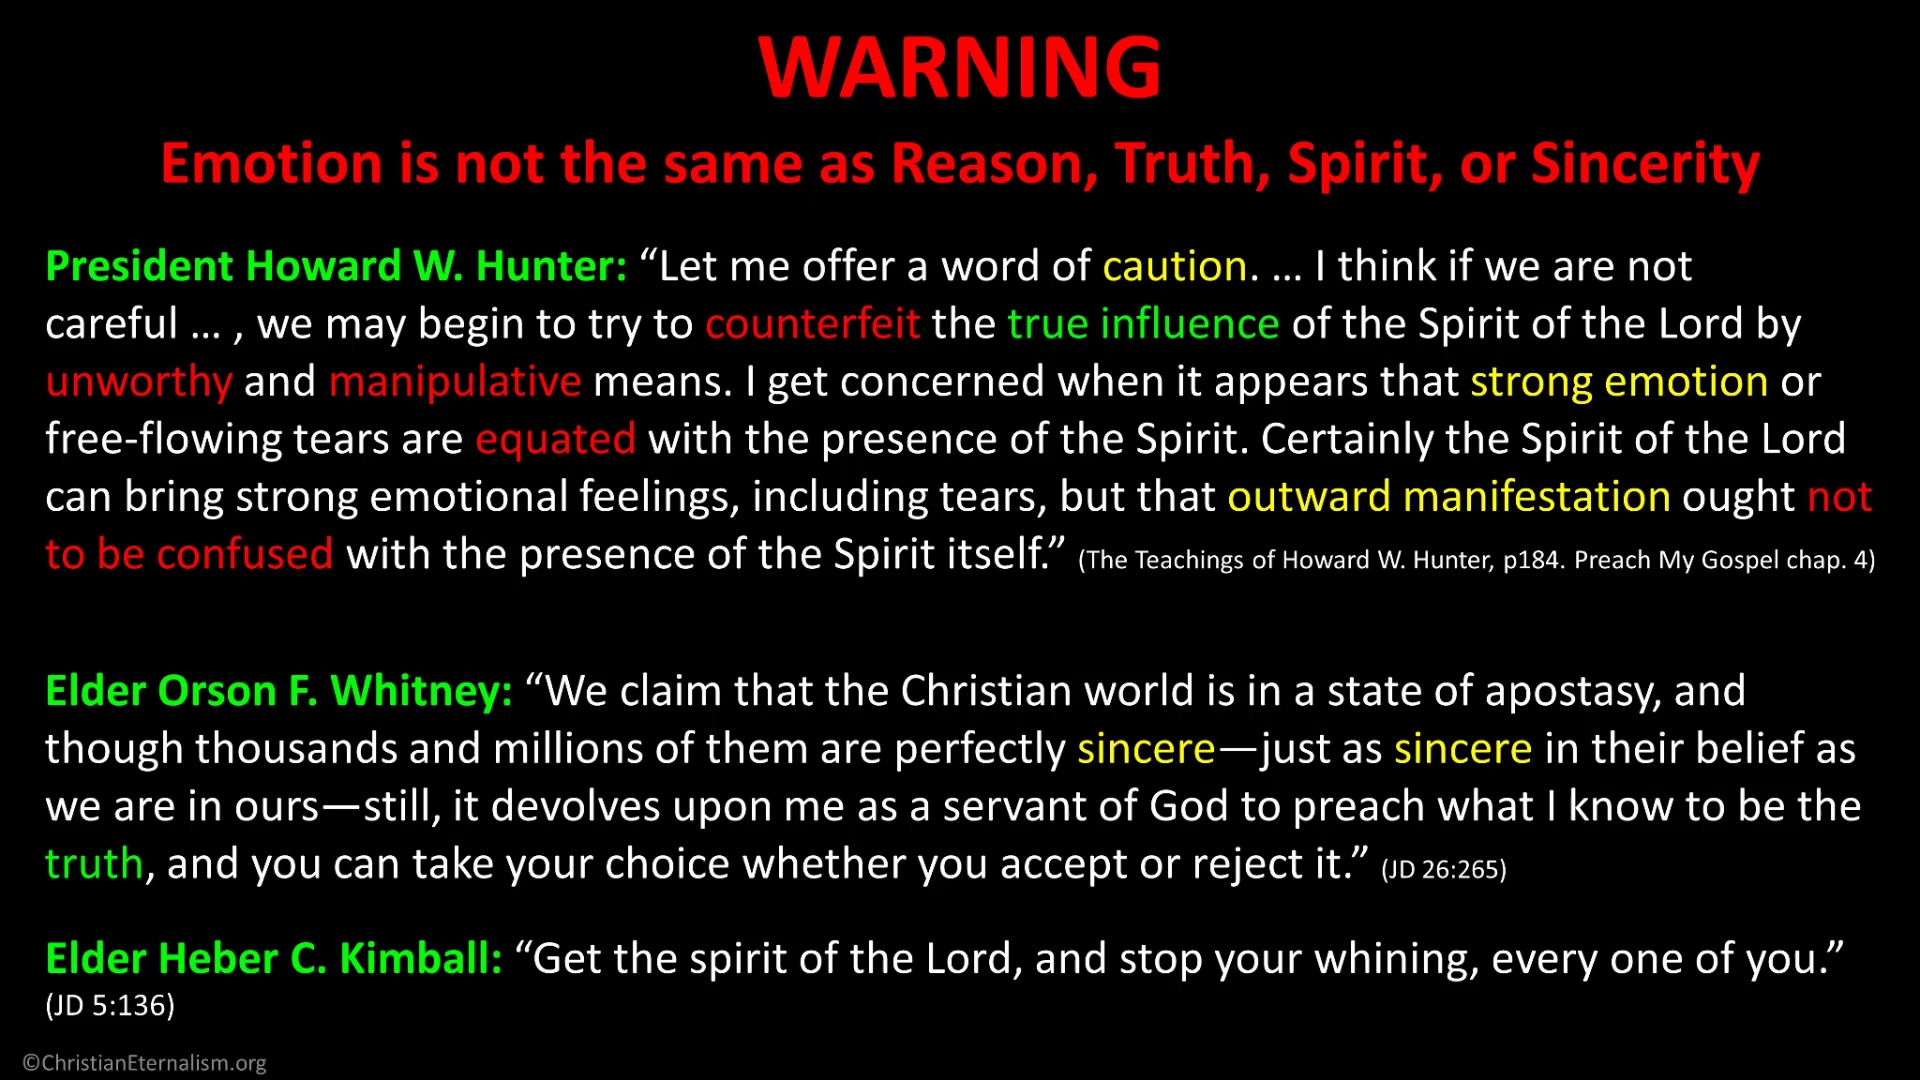 WARNING
Emotion is not the same as Reason, Truth, Spirit, or Sincerity
President Howard W. Hunter: “Let me offer a word of caution. ... I think if we are not
careful ... , we may begin to try to counterfeit the true influence of the Spirit of the Lord by
unworthy and manipulative means. I get concerned when it appears that strong emotion or
free-flowing tears are equated with the presence of the Spirit. Certainly the Spirit of the Lord
can bring strong emotional feelings, including tears, but that outward manifestation ought not
to be confused with the presence of the Spirit itself.” (The Teachings of Howard W. Hunter, p184. Preach My Gospel chap. 4)
Elder Orson F. Whitney: “We claim that the Christian world is in a state of apostasy, and
though thousands and millions of them are perfectly sincere—just as sincere in their belief as
we are in ours—still, it devolves upon me as a servant of God to preach what I know to be the
truth, and you can take your choice whether you accept or reject it.” (JD 26:265)
Elder Heber C. Kimball: “Get the spirit of the Lord, and stop your whining, every one of you.”
(JD 5:136)
©ChristianEternalism.org